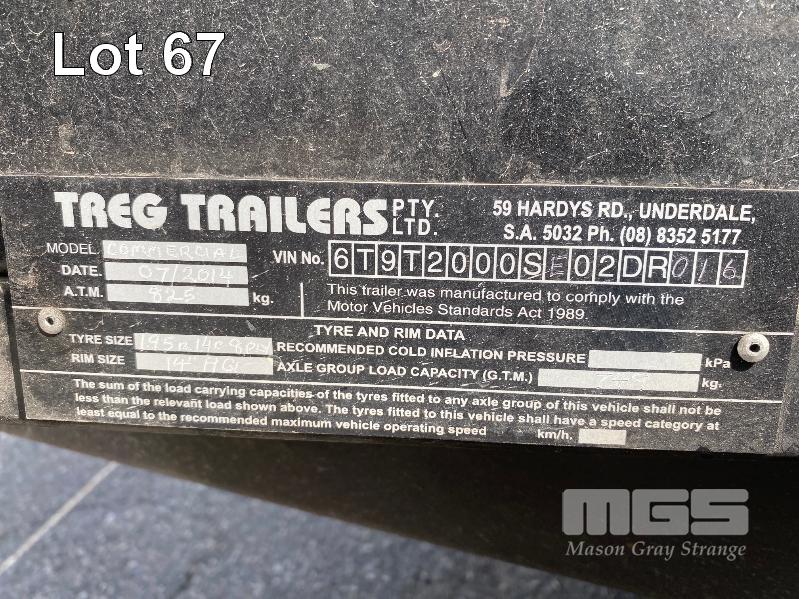 Lot 67
TREG TRAILERS PTY. LTD.
59 HARDYS RD., UNDERDALE,
S.A. 5032 Ph. (08) 8352 5177
MODEL COMMERCIAL
DATE. 07/2014
A.T.M. 825 kg.
VIN No. 6T9T2000SE02DR016
This trailer was manufactured to comply with the
Motor Vehicles Standards Act 1989.
TYRE AND RIM DATA
TYRE SIZE 195R14C 8PLY RECOMMENDED COLD INFLATION PRESSURE kPa
RIM SIZE 14" AXLE GROUP LOAD CAPACITY (G.T.M.) kg.
The sum of the load carrying capacities of the tyres fitted to any axle group of this vehicle shall not be
less than the relevant load shown above. The tyres fitted to this vehicle shall have a speed category at
least equal to the recommended maximum vehicle operating speed km/h.
MGS
Mason Gray Strange